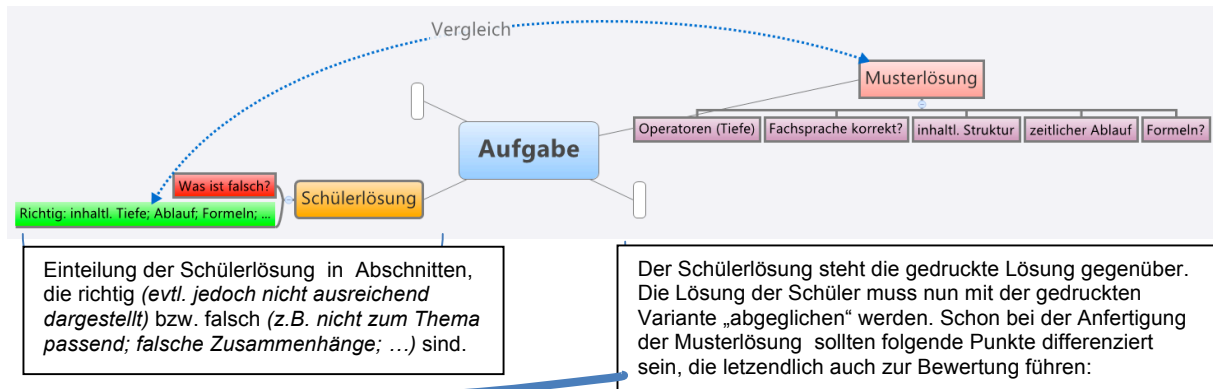 Vergleich
Musterlösung
Operatoren (Tiefe)
Fachsprache korrekt?
inhaltl. Struktur
zeitlicher Ablauf
Formeln?
Aufgabe
Was ist falsch?
Schülerlösung
Richtig: inhaltl. Tiefe; Ablauf; Formeln; ...
Einteilung der Schülerlösung in Abschnitten,
die richtig (evtl. jedoch nicht ausreichend
dargestellt) bzw. falsch (z.B. nicht zum Thema
passend; falsche Zusammenhänge; …) sind.
Der Schülerlösung steht die gedruckte Lösung gegenüber.
Die Lösung der Schüler muss nun mit der gedruckten
Variante „abgeglichen“ werden. Schon bei der Anfertigung
der Musterlösung sollten folgende Punkte differenziert
sein, die letzendlich auch zur Bewertung führen: